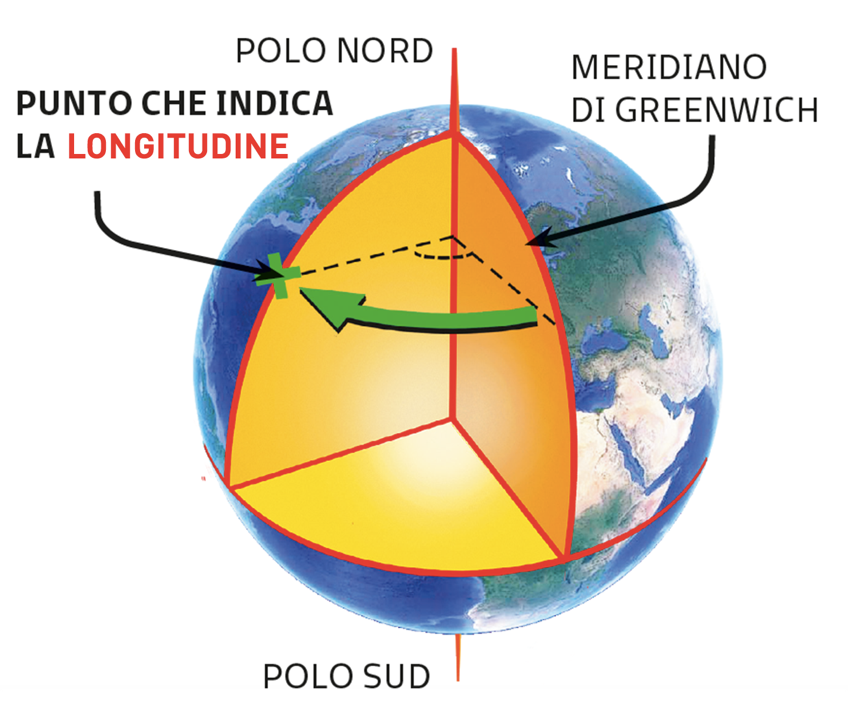 POLO NORD
MERIDIANO
DI GREENWICH
PUNTO CHE INDICA
LA LONGITUDINE
POLO SUD